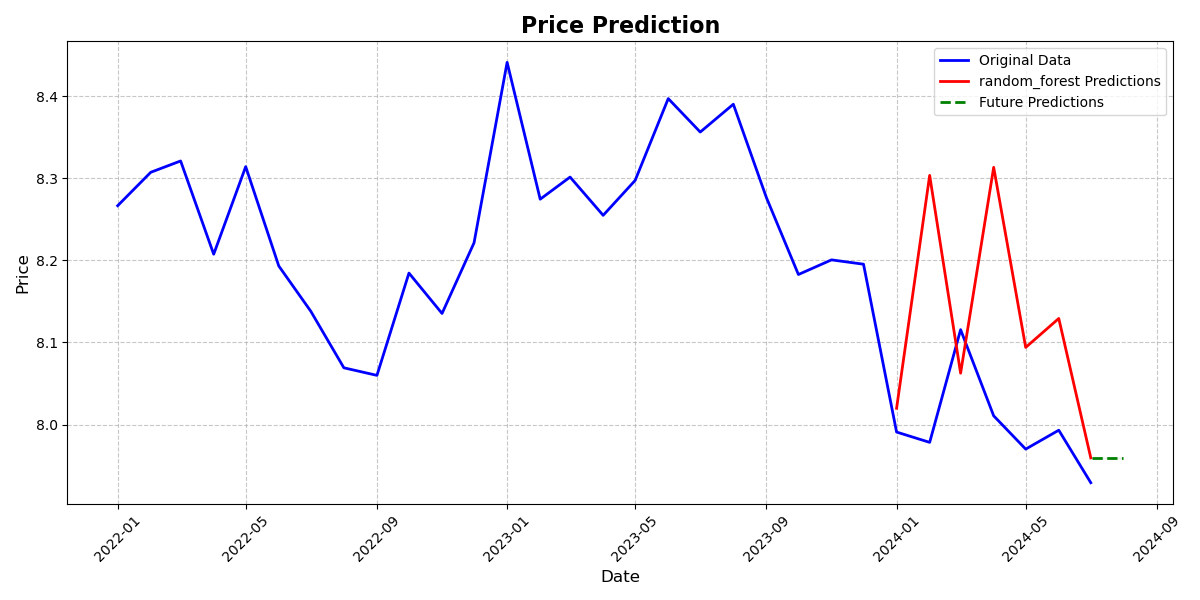 Price Prediction
Original Data
random_forest Predictions
Future Predictions
Price
8.4
8.3
8.2
8.1
8.0
2022-01
2022-05
2022-09
2023-01
2023-05
2023-09
2024-01
2024-05
2024-09
Date